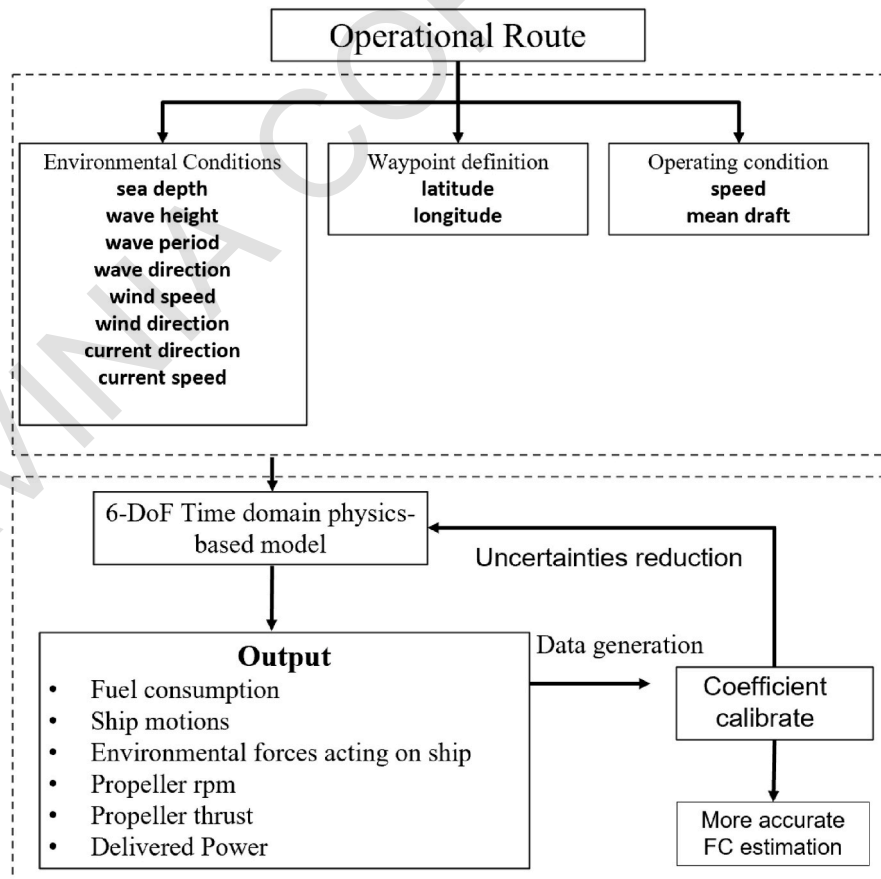 Operational Route
Environmental Conditions
sea depth
wave height
wave period
wave direction
wind speed
wind direction
current direction
current speed
Waypoint definition
latitude
longitude
Operating condition
speed
mean draft
6-DoF Time domain physics-
based model
Uncertainties reduction
Output
• Fuel consumption
• Ship motions
• Environmental forces acting on ship
• Propeller rpm
• Propeller thrust
• Delivered Power
Data generation
Coefficient
calibrate
More accurate
FC estimation